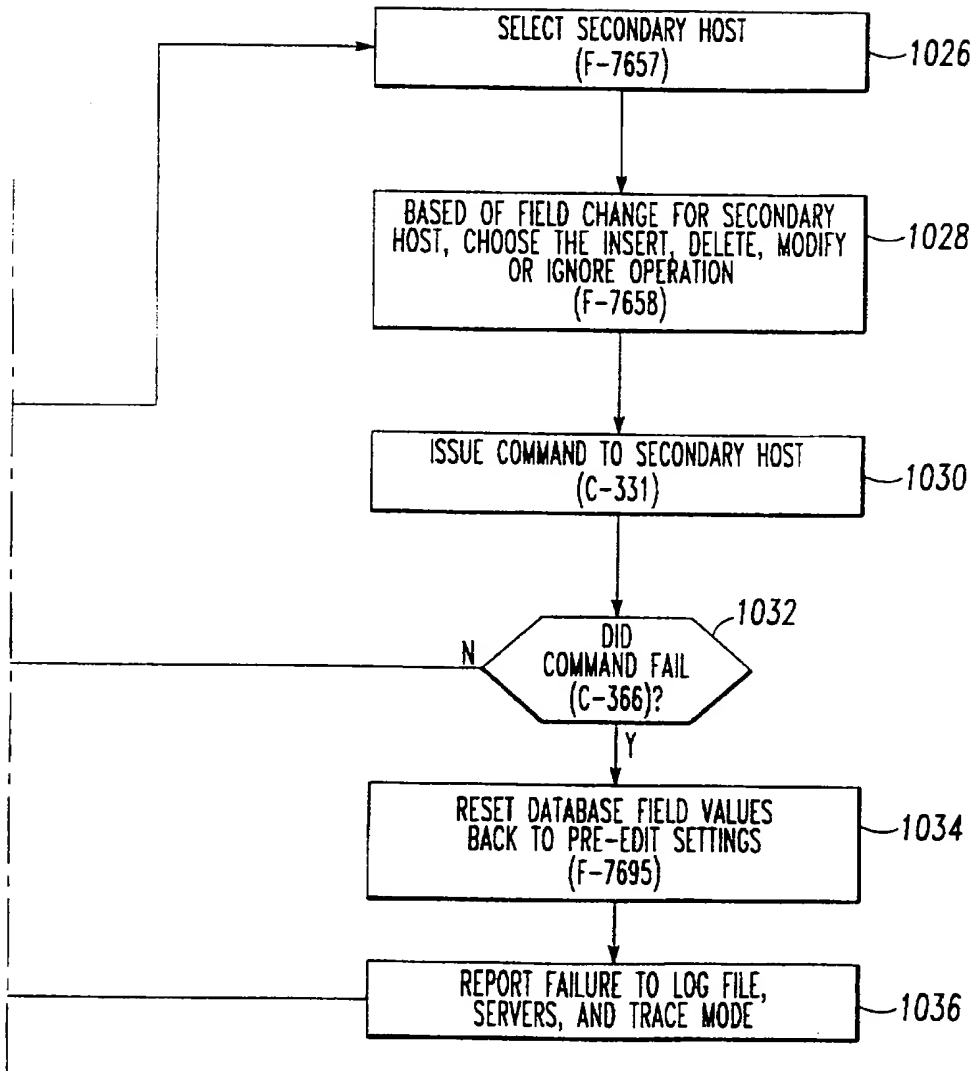 SELECT SECONDARY HOST
(F-7657)
1026
BASED OF FIELD CHANGE FOR SECONDARY
HOST, CHOOSE THE INSERT, DELETE, MODIFY
OR IGNORE OPERATION
(F-7658)
1028
ISSUE COMMAND TO SECONDARY HOST
(C-331)
1030
1032
DID
COMMAND FAIL
(C-366)?
N
Y
RESET DATABASE FIELD VALUES
BACK TO PRE-EDIT SETTINGS
(F-7695)
1034
REPORT FAILURE TO LOG FILE,
SERVERS, AND TRACE MODE
1036